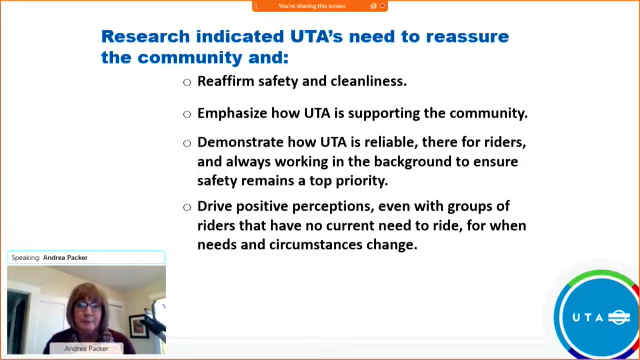 You're sharing this screen
Research indicated UTA's need to reassure
the community and:
○ Reaffirm safety and cleanliness.
○ Emphasize how UTA is supporting the community.
○ Demonstrate how UTA is reliable, there for riders,
and always working in the background to ensure
safety remains a top priority.
○ Drive positive perceptions, even with groups of
riders that have no current need to ride, for when
needs and circumstances change.
Speaking: Andrea Packer
Andrea Packer
UTA